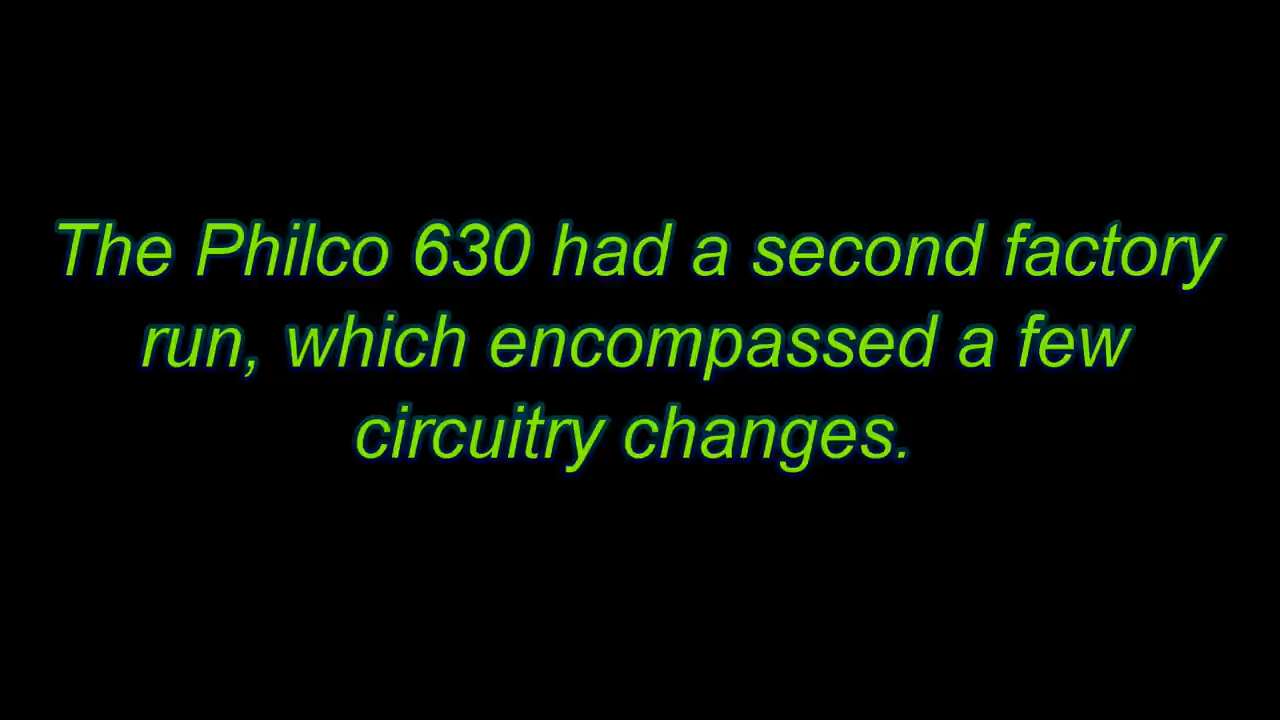 The Philco 630 had a second factory
run, which encompassed a few
circuitry changes.